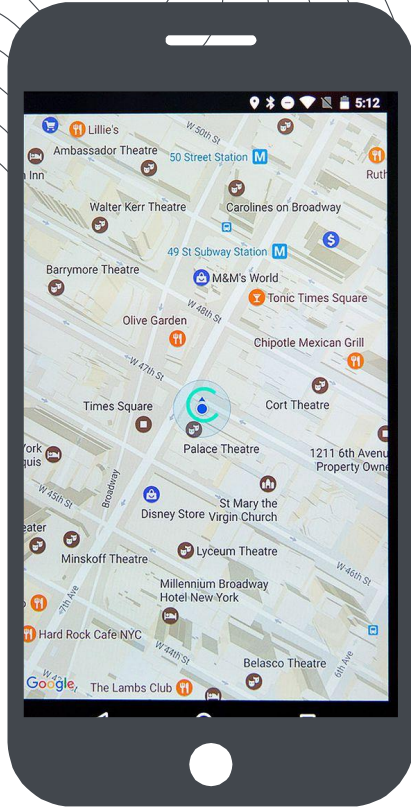 5:12
Lillie's
W 50th St
Ambassador Theatre
50 Street Station M
Inn
Ruth
Walter Kerr Theatre
Carolines on Broadway
$
49 St Subway Station M
Barrymore Theatre
M&M's World
Tonic Times Square
W 48th St
Olive Garden
Chipotle Mexican Grill
W 47th St
Times Square
Cort Theatre
Palace Theatre
York
quis
1211 6th Avenu
Property Owne
W 45th St
Broadway
Disney Store
St Mary the
Virgin Church
eater
Minskoff Theatre
Lyceum Theatre
W 46th St
Millennium Broadway
Hotel New York
7th Ave
Hard Rock Cafe NYC
W 44th St
6th Ave
Belasco Theatre
Google
The Lambs Club